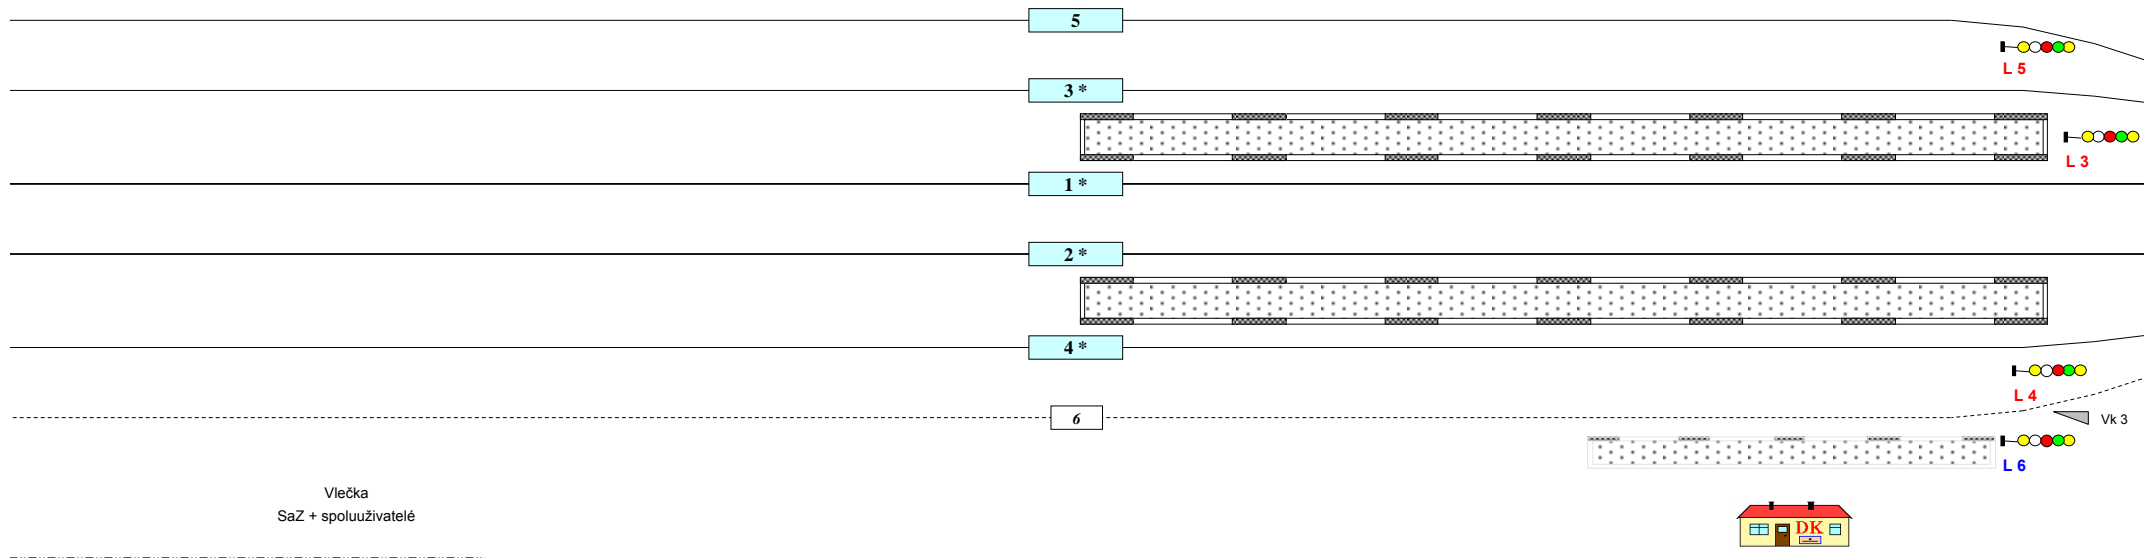 5
L 5
3 *
L 3
1 *
2 *
4 *
L 4
6
Vk 3
L 6
Vlečka
SaZ + spoluuživatelé
DK